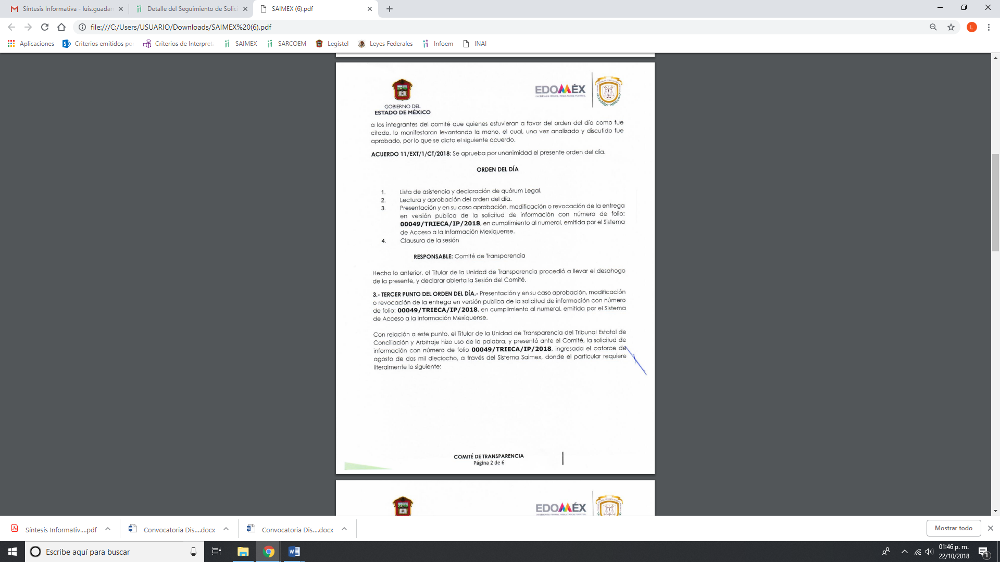 Síntesis Informativa - luis.guadarr
Detalle del Seguimiento de Solici
SAIMEX (6).pdf
file:///C:/Users/USUARIO/Downloads/SAIMEX%20(6).pdf
L
Aplicaciones
Criterios emitidos po
Criterios de Interpret
SAIMEX
SARCOEM
Legistel
Leyes Federales
Infoem
INAI
GOBIERNO DEL
ESTADO DE MÉXICO
EDOMÉX
DECISIONES FIRMES, RESULTADOS FUERTES.
a los integrantes del comité que quienes estuvieran a favor del orden del día como fue
citado, lo manifestaran levantando la mano, el cual, una vez analizado y discutido fue
aprobado, por lo que se dicto el siguiente acuerdo.
ACUERDO 11/EXT/1/CT/2018: Se aprueba por unanimidad el presente orden del día.
ORDEN DEL DÍA
1. Lista de asistencia y declaración de quórum Legal.
2. Lectura y aprobación del orden del día.
3. Presentación y en su caso aprobación, modificación o revocación de la entrega
en versión publica de la solicitud de información con número de folio:
00049/TRIECA/IP/2018, en cumplimiento al numeral, emitida por el Sistema
de Acceso a la Información Mexiquense.
4. Clausura de la sesión
RESPONSABLE: Comité de Transparencia
Hecho lo anterior, el Titular de la Unidad de Transparencia procedió a llevar el desahogo
de la presente, y declarar abierta la Sesión del Comité.
3.- TERCER PUNTO DEL ORDEN DEL DÍA.- Presentación y en su caso aprobación, modificación
o revocación de la entrega en versión publica de la solicitud de información con número
de folio: 00049/TRIECA/IP/2018, en cumplimiento al numeral, emitida por el Sistema
de Acceso a la Información Mexiquense.
Con relación a este punto, el Titular de la Unidad de Transparencia del Tribunal Estatal de
Conciliación y Arbitraje hizo uso de la palabra, y presentó ante el Comité, la solicitud de
información con número de folio 00049/TRIECA/IP/2018, ingresada el catorce de
agosto de dos mil dieciocho, a través del Sistema Saimex, donde el particular requiere
literalmente lo siguiente:
COMITÉ DE TRANSPARENCIA
Página 2 de 6
EDOMÉX
Síntesis Informativ....pdf
Convocatoria Dis....docx
Convocatoria Dis....docx
Mostrar todo
Escribe aquí para buscar
01:46 p. m.
22/10/2018
1